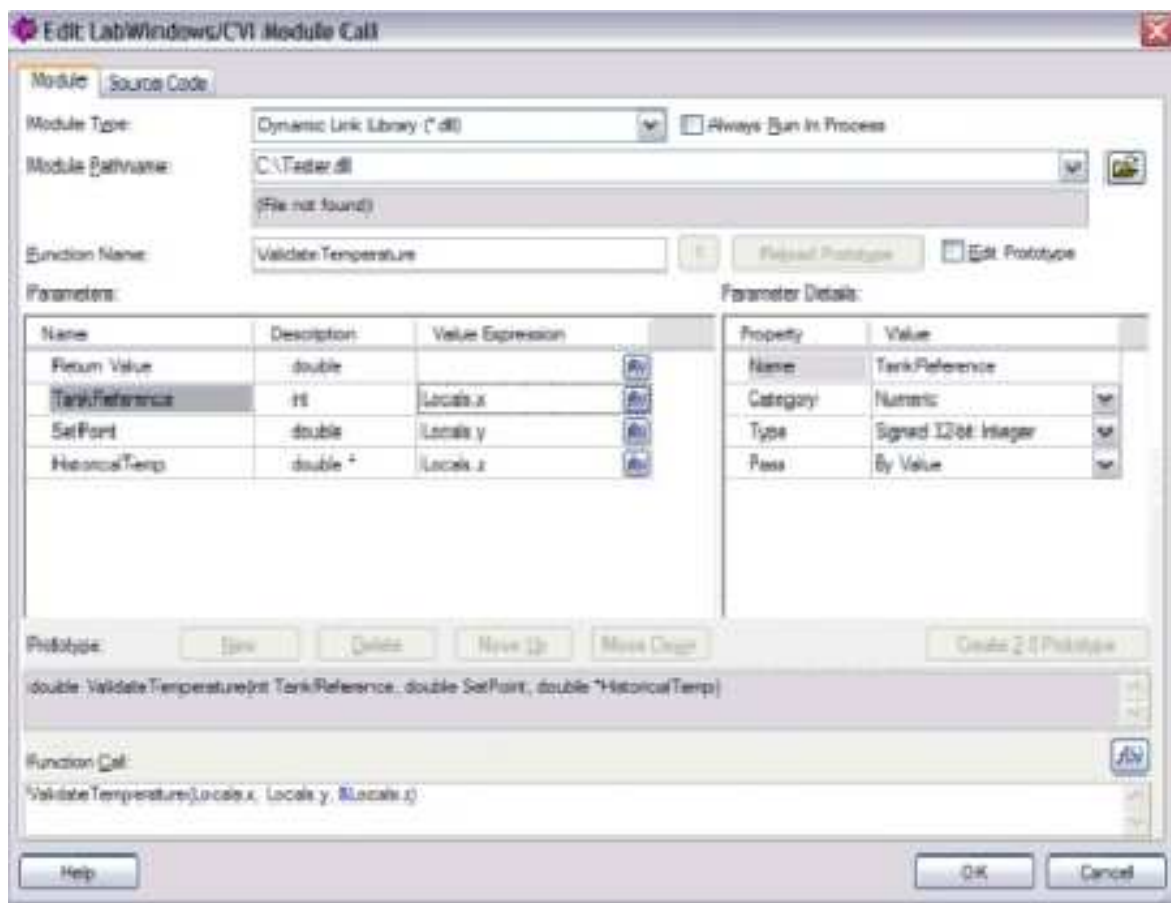 Edit LabWindows/CVI Module Call
Module Source Code
Module Type: Dynamic Link Library (*.dll) Always Run In Process
Module Pathname: C:\Tester.dll
(File not found)
Function Name: ValidateTemperature Reload Prototype Edit Prototype
Parameters: Parameter Details:
Name Description Value Expression Property Value
Return Value double f(x) Name TankReference
TankReference int Locals.x f(x) Category Numeric
SetPoint double Locals.y f(x) Type Signed 32-bit Integer
HistoricalTemp double * Locals.z f(x) Pass By Value
Prototype: New Delete Move Up Move Down Create 2.0 Prototype
double ValidateTemperature(int TankReference, double SetPoint, double *HistoricalTemp)
Function Call: f(x)
ValidateTemperature(Locals.x, Locals.y, &Locals.z)
Help OK Cancel